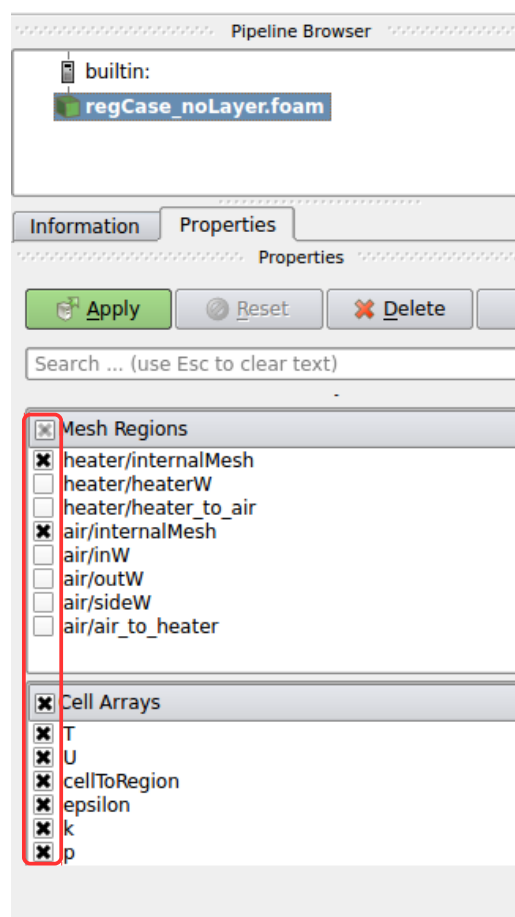 Pipeline Browser
builtin:
regCase_noLayer.foam
Information Properties
Properties
Apply Reset Delete
Search ... (use Esc to clear text)
Mesh Regions
heater/internalMesh
heater/heaterW
heater/heater_to_air
air/internalMesh
air/inW
air/outW
air/sideW
air/air_to_heater
Cell Arrays
T
U
cellToRegion
epsilon
k
p